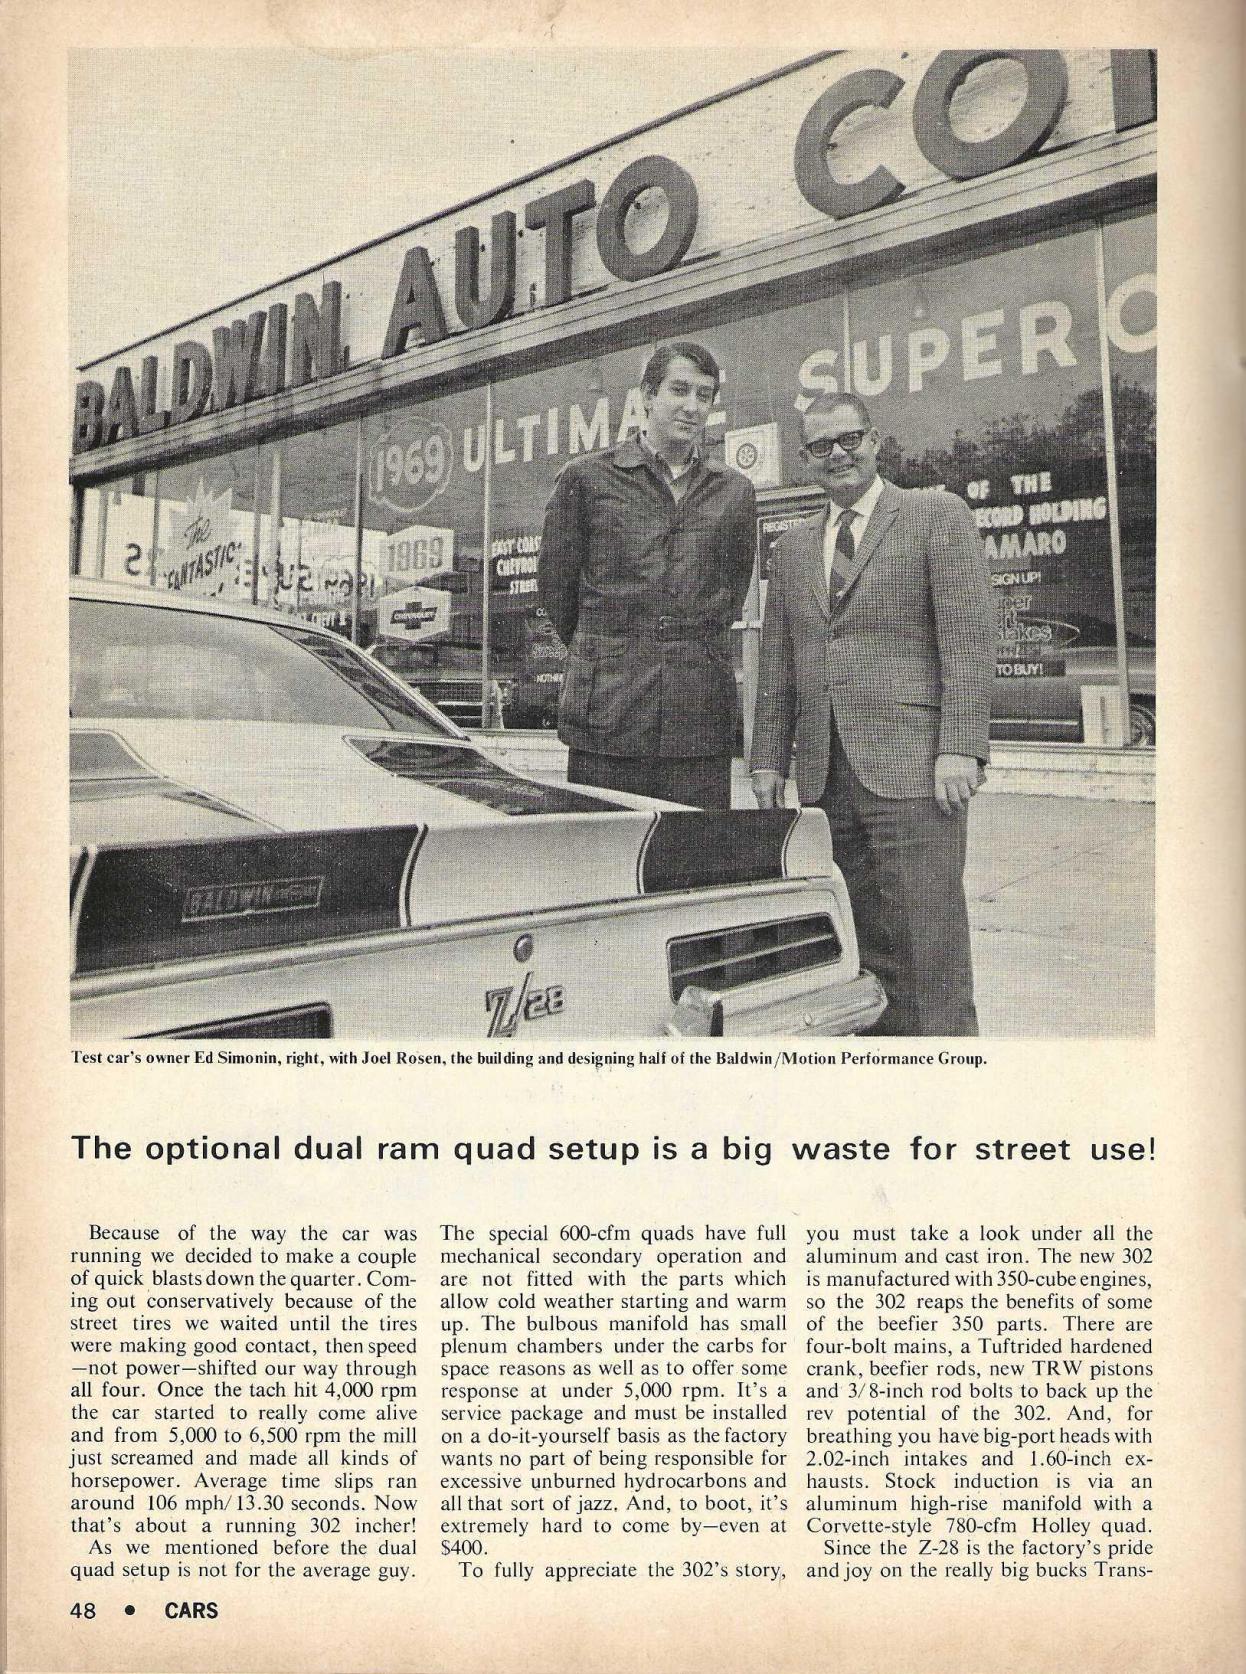 BALDWIN AUTO CO
1969 ULTIMA E SUPER C
The
FANTASTIC
1969
CHEVROLET
EAST COAS
CHEVROL
STREE
NOTHIN
REGISTE
OF THE
ECORD HOLDING
AMARO
SIGN UP!
per
rt
takes
TO BUY!
BALDWIN
Z/28
Test car's owner Ed Simonin, right, with Joel Rosen, the building and designing half of the Baldwin/Motion Performance Group.
The optional dual ram quad setup is a big waste for street use!
Because of the way the car was
running we decided to make a couple
of quick blasts down the quarter. Com-
ing out conservatively because of the
street tires we waited until the tires
were making good contact, then speed
—not power—shifted our way through
all four. Once the tach hit 4,000 rpm
the car started to really come alive
and from 5,000 to 6,500 rpm the mill
just screamed and made all kinds of
horsepower. Average time slips ran
around 106 mph/13.30 seconds. Now
that's about a running 302 incher!
As we mentioned before the dual
quad setup is not for the average guy.
The special 600-cfm quads have full
mechanical secondary operation and
are not fitted with the parts which
allow cold weather starting and warm
up. The bulbous manifold has small
plenum chambers under the carbs for
space reasons as well as to offer some
response at under 5,000 rpm. It's a
service package and must be installed
on a do-it-yourself basis as the factory
wants no part of being responsible for
excessive unburned hydrocarbons and
all that sort of jazz, And, to boot, it's
extremely hard to come by—even at
$400.
To fully appreciate the 302's story,
you must take a look under all the
aluminum and cast iron. The new 302
is manufactured with 350-cube engines,
so the 302 reaps the benefits of some
of the beefier 350 parts. There are
four-bolt mains, a Tuftrided hardened
crank, beefier rods, new TRW pistons
and 3/8-inch rod bolts to back up the
rev potential of the 302. And, for
breathing you have big-port heads with
2.02-inch intakes and 1.60-inch ex-
hausts. Stock induction is via an
aluminum high-rise manifold with a
Corvette-style 780-cfm Holley quad.
Since the Z-28 is the factory's pride
and joy on the really big bucks Trans-
48 • CARS